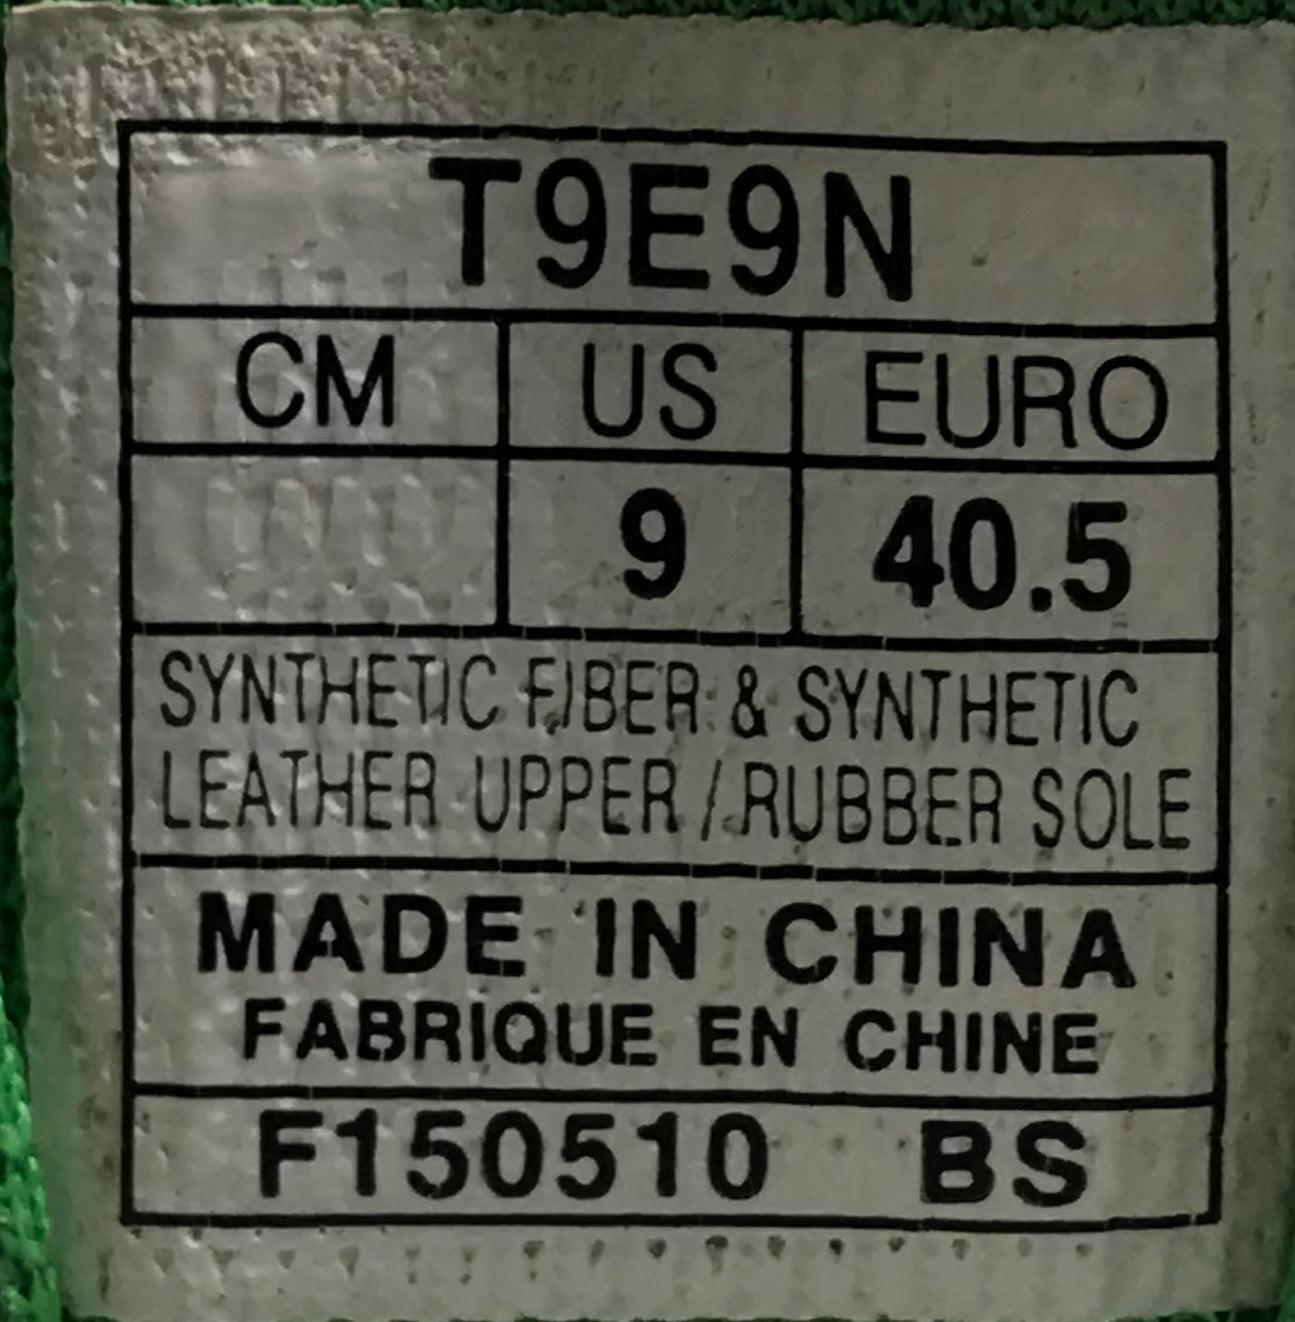 T9E9N
CM US EURO
9 40.5
SYNTHETIC FIBER & SYNTHETIC
LEATHER UPPER / RUBBER SOLE
MADE IN CHINA
FABRIQUE EN CHINE
F150510 BS